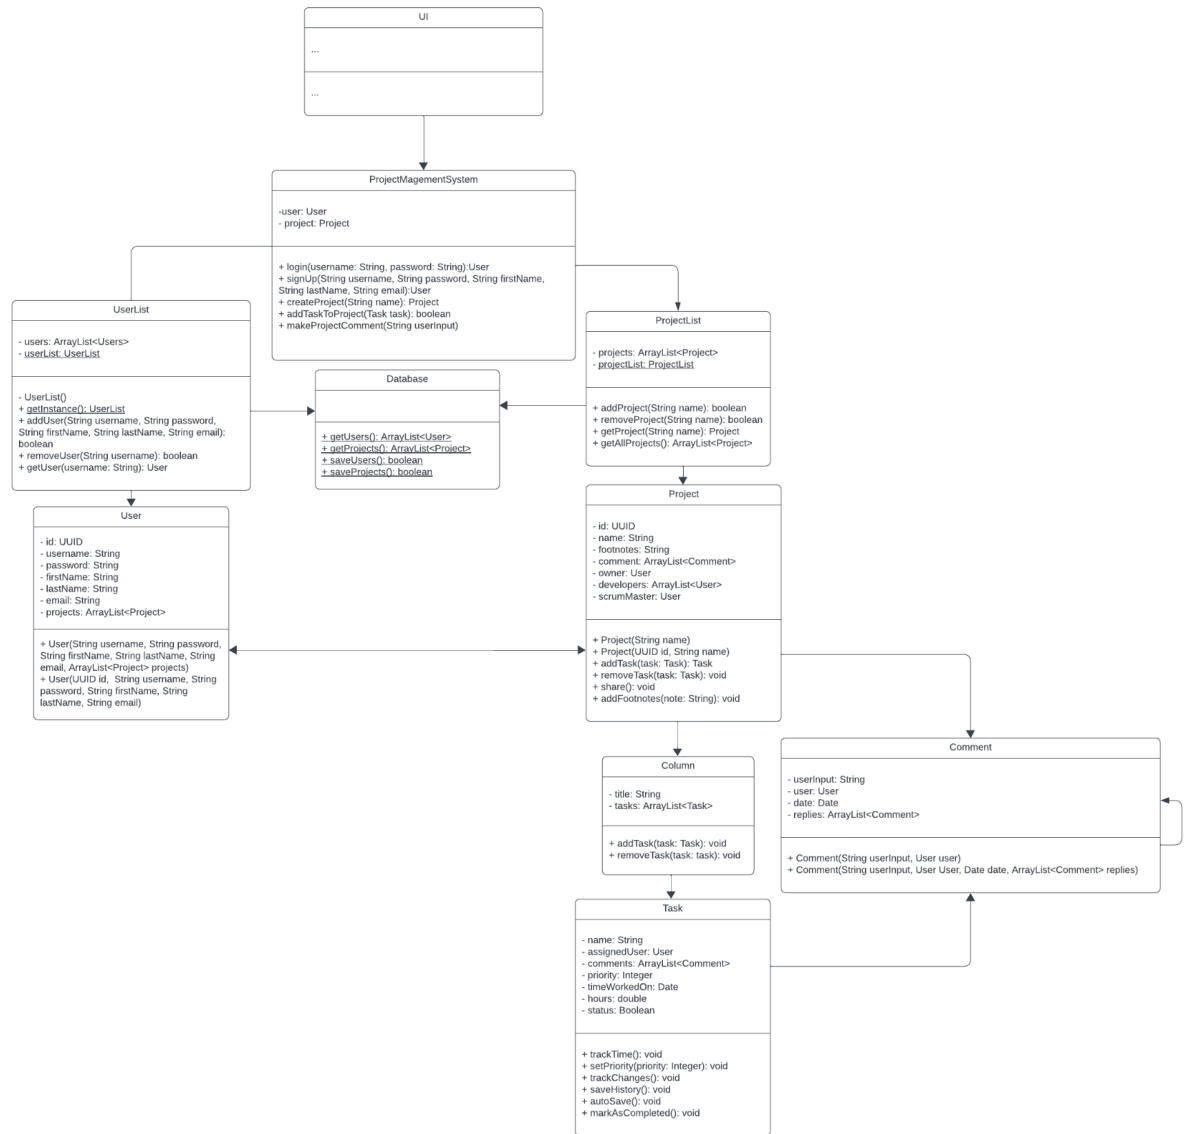 UI
...
...
ProjectMagementSystem
-user: User
- project: Project
+ login(username: String, password: String):User
+ signUp(String username, String password, String firstName,
String lastName, String email):User
+ createProject(String name): Project
+ addTaskToProject(Task task): boolean
+ makeProjectComment(String userInput)
UserList
- users: ArrayList<Users>
- userList: UserList
- UserList()
+ getInstance(): UserList
+ addUser(String username, String password,
String firstName, String lastName, String email):
boolean
+ removeUser(String username): boolean
+ getUser(username: String): User
Database
+ getUsers(): ArrayList<User>
+ getProjects(): ArrayList<Project>
+ saveUsers(): boolean
+ saveProjects(): boolean
ProjectList
- projects: ArrayList<Project>
- projectList: ProjectList
+ addProject(String name): boolean
+ removeProject(String name): boolean
+ getProject(String name): Project
+ getAllProjects(): ArrayList<Project>
User
- id: UUID
- username: String
- password: String
- firstName: String
- lastName: String
- email: String
- projects: ArrayList<Project>
+ User(String username, String password,
String firstName, String lastName, String
email, ArrayList<Project> projects)
+ User(UUID id, String username, String
password, String firstName, String
lastName, String email)
Project
- id: UUID
- name: String
- footnotes: String
- comment: ArrayList<Comment>
- owner: User
- developers: ArrayList<User>
- scrumMaster: User
+ Project(String name)
+ Project(UUID id, String name)
+ addTask(task: Task): Task
+ removeTask(task: Task): void
+ share(): void
+ addFootnotes(note: String): void
Column
- title: String
- tasks: ArrayList<Task>
+ addTask(task: Task): void
+ removeTask(task: task): void
Comment
- userInput: String
- user: User
- date: Date
- replies: ArrayList<Comment>
+ Comment(String userInput, User user)
+ Comment(String userInput, User User, Date date, ArrayList<Comment> replies)
Task
- name: String
- assignedUser: User
- comments: ArrayList<Comment>
- priority: Integer
- timeWorkedOn: Date
- hours: double
- status: Boolean
+ trackTime(): void
+ setPriority(priority: Integer): void
+ trackChanges(): void
+ saveHistory(): void
+ autoSave(): void
+ markAsCompleted(): void